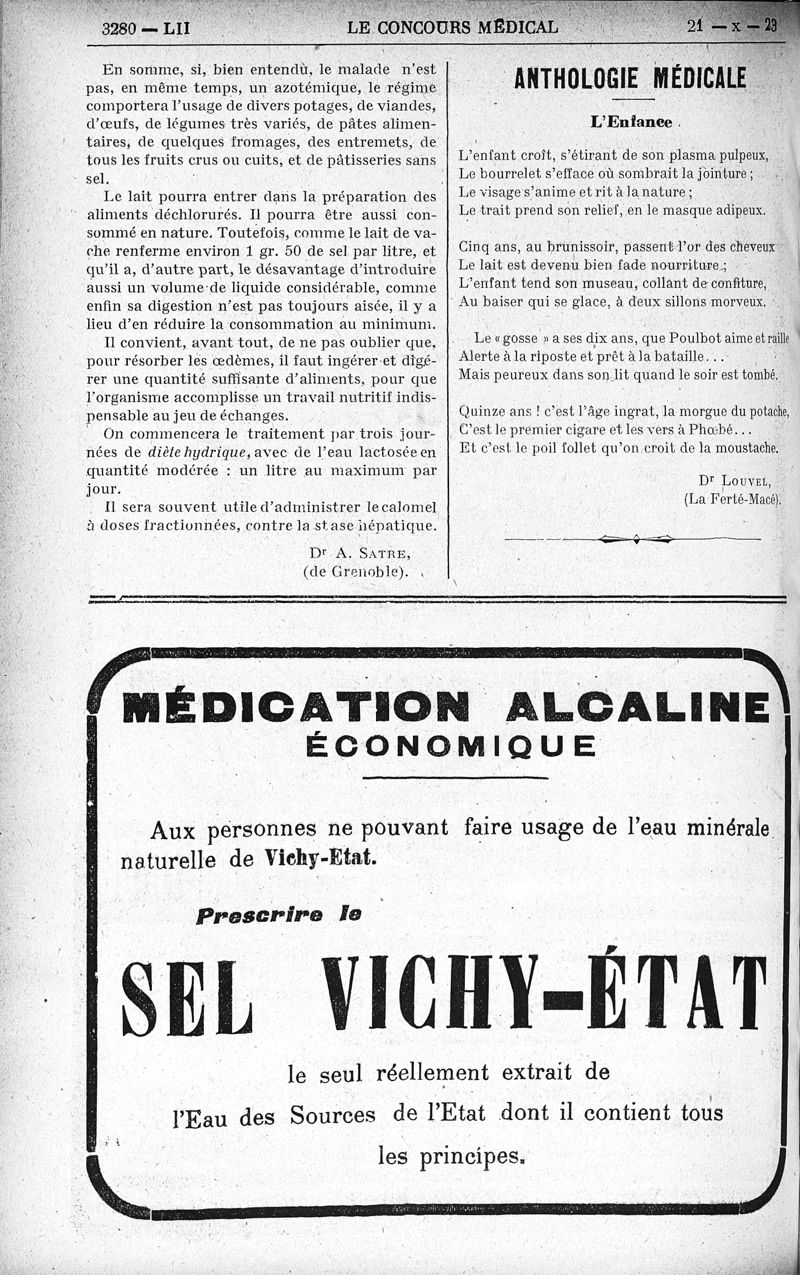 3280 — LII LE CONCOURS MÉDICAL 21 — X — 23
En somme, si, bien entendu, le malade n'est
pas, en même temps, un azotémique, le régime
comportera l'usage de divers potages, de viandes,
d'œufs, de légumes très variés, de pâtes alimen-
taires, de quelques fromages, des entremets, de
tous les fruits crus ou cuits, et de pâtisseries sans
sel.
Le lait pourra entrer dans la préparation des
aliments déchlorurés. Il pourra être aussi con-
sommé en nature. Toutefois, comme le lait de va-
che renferme environ 1 gr. 50 de sel par litre, et
qu'il a, d'autre part, le désavantage d'introduire
aussi un volume de liquide considérable, comme
enfin sa digestion n'est pas toujours aisée, il y a
lieu d'en réduire la consommation au minimum.
Il convient, avant tout, de ne pas oublier que,
pour résorber les œdèmes, il faut ingérer et digé-
rer une quantité suffisante d'aliments, pour que
l'organisme accomplisse un travail nutritif indis-
pensable au jeu de échanges.
On commencera le traitement par trois jour-
nées de diète hydrique, avec de l'eau lactosée en
quantité modérée : un litre au maximum par
jour.
Il sera souvent utile d'administrer le calomel
à doses fractionnées, contre la stase hépatique.
Dr A. SATRE,
(de Grenoble).
ANTHOLOGIE MÉDICALE
L'Enfance
L'enfant croît, s'étirant de son plasma pulpeux,
Le bourrelet s'efface où sombrait la jointure ;
Le visage s'anime et rit à la nature ;
Le trait prend son relief, en le masque adipeux.
Cinq ans, au brunissoir, passent l'or des cheveux
Le lait est devenu bien fade nourriture ;
L'enfant tend son museau, collant de confiture,
Au baiser qui se glace, à deux sillons morveux.
Le « gosse » a ses dix ans, que Poulbot aime et raille
Alerte à la riposte et prêt à la bataille...
Mais peureux dans son lit quand le soir est tombé.
Quinze ans ! c'est l'âge ingrat, la morgue du potache,
C'est le premier cigare et les vers à Phœbé...
Et c'est le poil follet qu'on croit de la moustache.
Dr LOUVEL,
(La Ferté-Macé).
MÉDICATION ALCALINE
ÉCONOMIQUE
Aux personnes ne pouvant faire usage de l'eau minérale
naturelle de Vichy-Etat.
Prescrire le
SEL VICHY-ÉTAT
le seul réellement extrait de
l'Eau des Sources de l'Etat dont il contient tous
les principes.